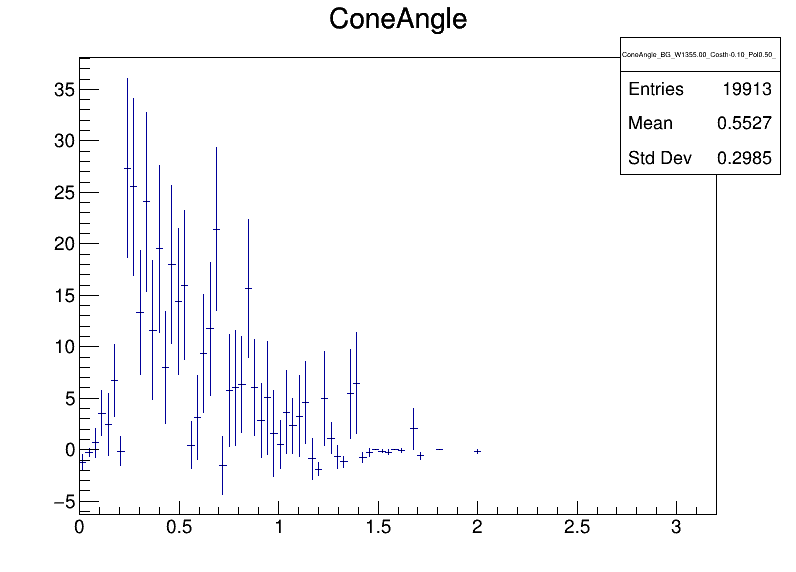 ConeAngle
ConeAngle_BG_W1355.00_Costh-0.10_Pol0.50_
Entries 19913
Mean 0.5527
Std Dev 0.2985
35
30
25
20
15
10
5
0
−5
0 0.5 1 1.5 2 2.5 3